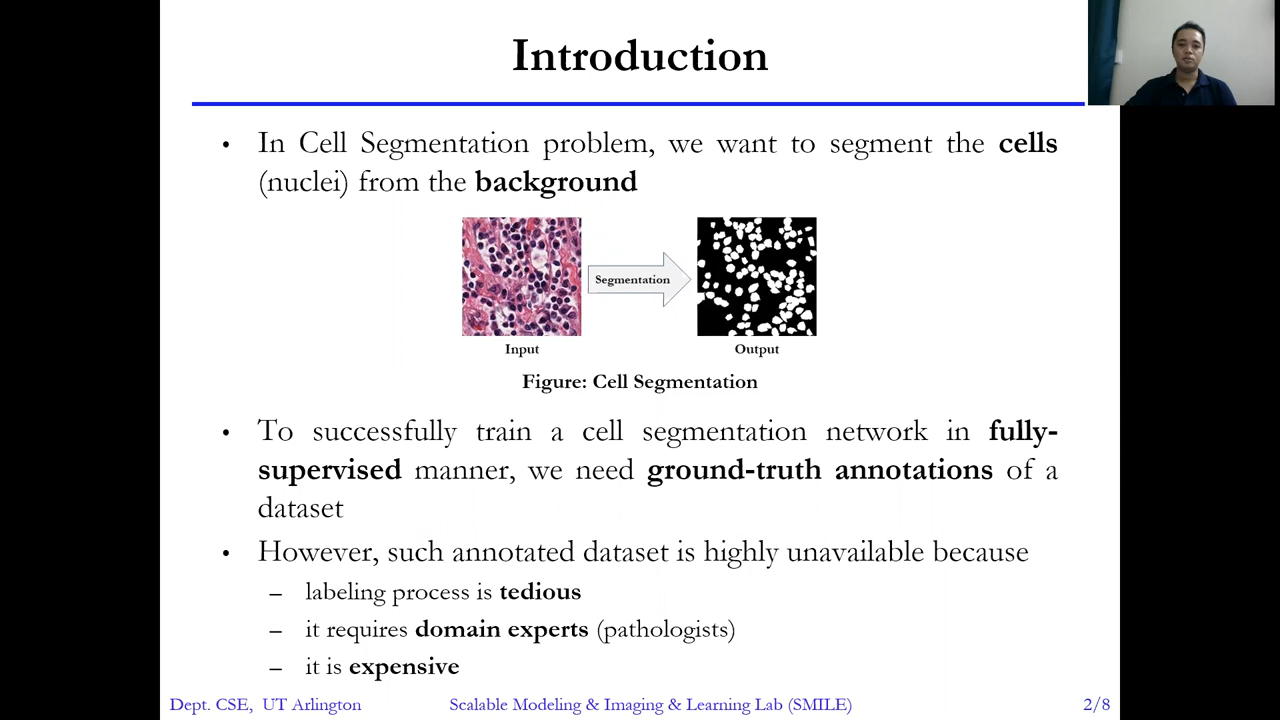 Introduction
• In Cell Segmentation problem, we want to segment the cells
(nuclei) from the background
Segmentation
Input
Output
Figure: Cell Segmentation
• To successfully train a cell segmentation network in fully-
supervised manner, we need ground-truth annotations of a
dataset
• However, such annotated dataset is highly unavailable because
– labeling process is tedious
– it requires domain experts (pathologists)
– it is expensive
Dept. CSE, UT Arlington
Scalable Modeling & Imaging & Learning Lab (SMILE)
2/8